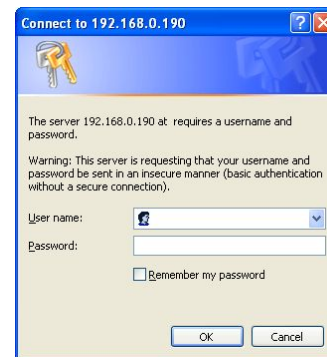 Connect to 192.168.0.190
The server 192.168.0.190 at  requires a username and
password.
Warning: This server is requesting that your username and
password be sent in an insecure manner (basic authentication
without a secure connection).
User name:
Password:
Remember my password
OK Cancel